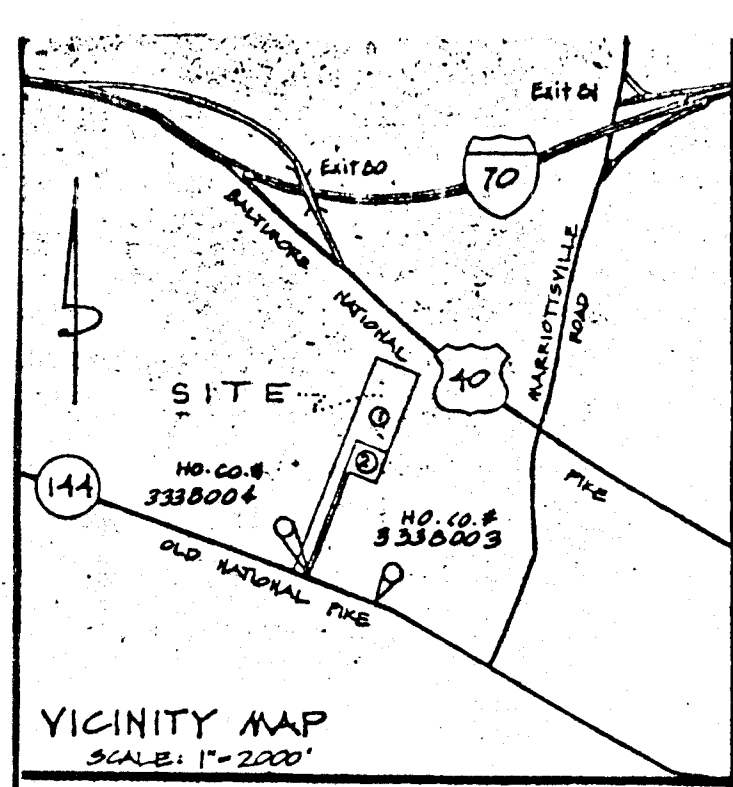 Exit 81
Exit 80
70
BALTIMORE
NATIONAL
PIKE
MARRIOTTSVILLE
ROAD
40
SITE
1
2
144
HO. CO. #
3338004
HO. CO. #
3338003
OLD NATIONAL PIKE
VICINITY MAP
SCALE: 1"=2000'